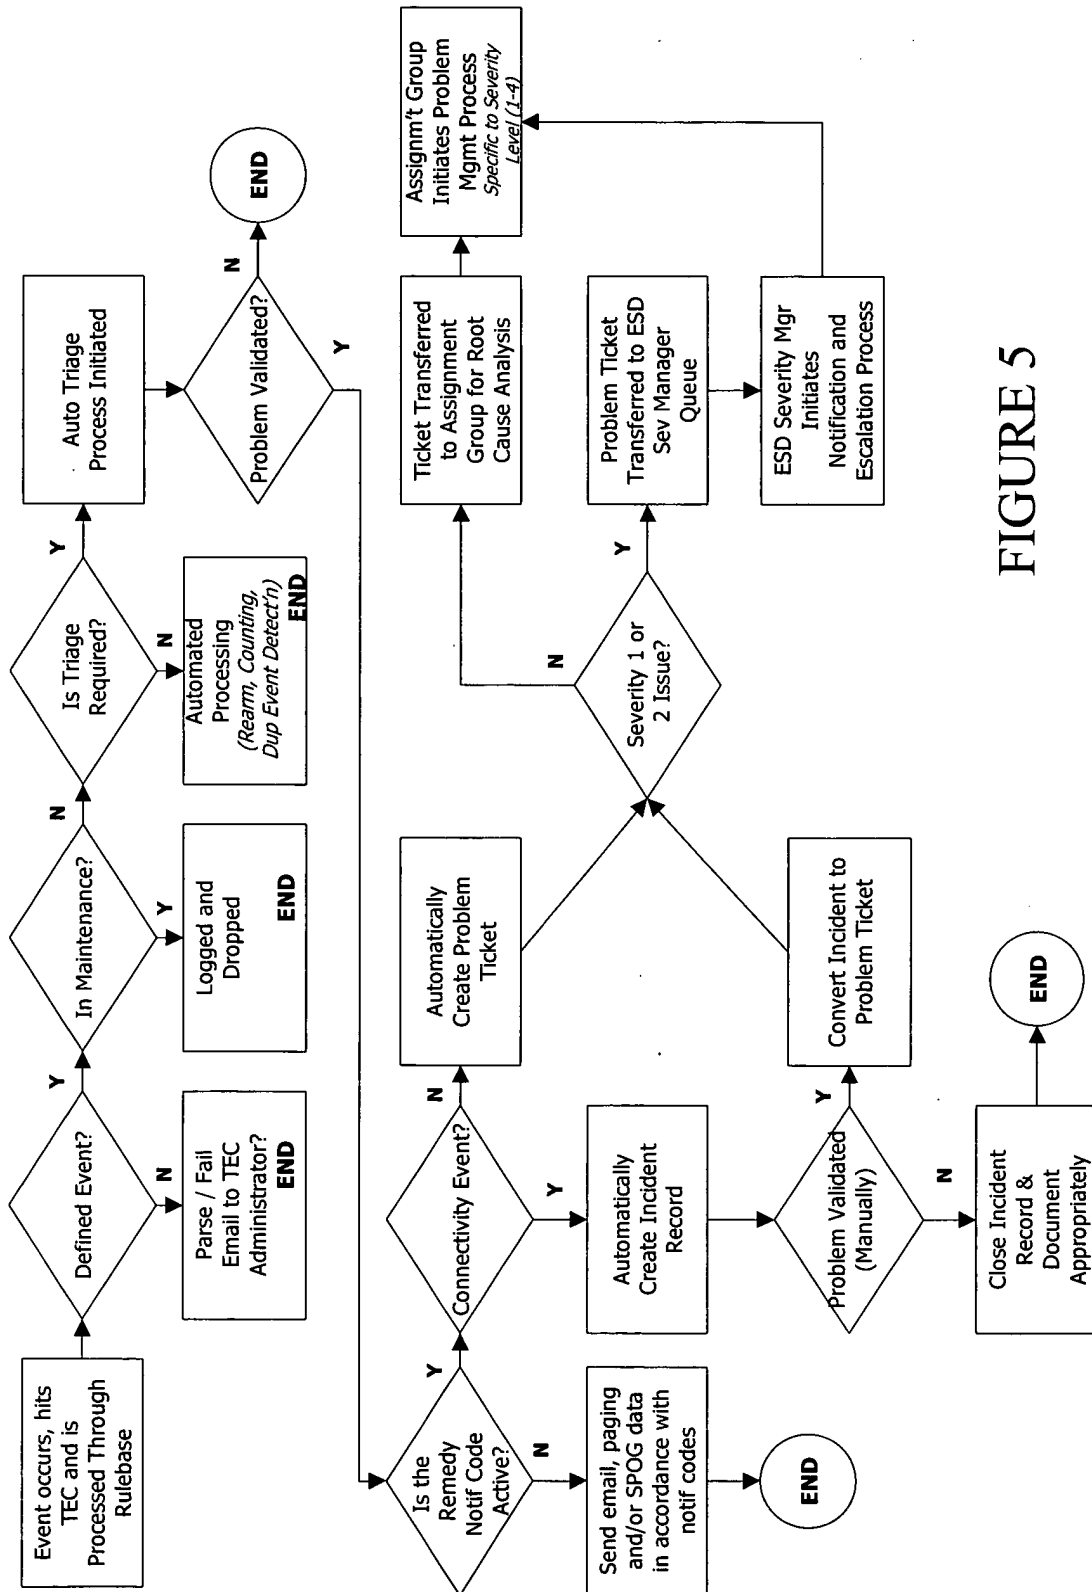 Event occurs, hits
TEC and is
Processed Through
Rulebase
Defined Event?
Y
N
Parse / Fail
Email to TEC
Administrator?
END
In Maintenance?
N
Y
Logged and
Dropped
END
Is Triage
Required?
Y
N
Automated
Processing
(Rearm, Counting,
Dup Event Detect'n)
END
Auto Triage
Process Initiated
Problem Validated?
N
END
Y
Is the
Remedy
Notif Code
Active?
Y
N
Send email, paging
and/or SPOG data
in accordance with
notif codes
END
Connectivity Event?
N
Y
Automatically
Create Problem
Ticket
Automatically
Create Incident
Record
Problem Validated
(Manually)
Y
N
Convert Incident to
Problem Ticket
Close Incident
Record &
Document
Appropriately
END
Severity 1 or
2 Issue?
N
Y
Ticket Transferred
to Assignment
Group for Root
Cause Analysis
Problem Ticket
Transferred to ESD
Sev Manager
Queue
ESD Severity Mgr
Initiates
Notification and
Escalation Process
Assignm't Group
Initiates Problem
Mgmt Process
Specific to Severity
Level (1-4)
FIGURE 5